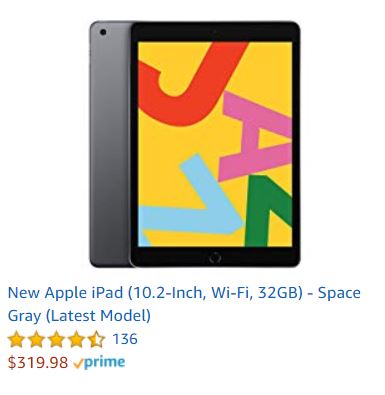 New Apple iPad (10.2-Inch, Wi-Fi, 32GB) - Space
Gray (Latest Model)
136
$319.98 prime